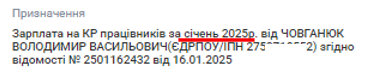 Призначення
Зарплата на КР працівників за січень 2025р. від ЧОВГАНЮК
ВОЛОДИМИР ВАСИЛЬОВИЧ(ЄДРПОУ/ІПН) згідно
відомості № 2501162432 від 16.01.2025